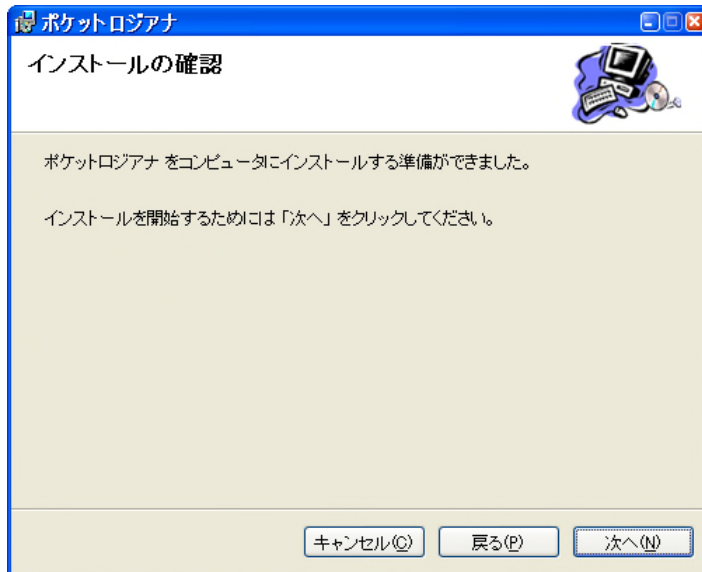 ポケットロジアナ
インストールの確認
ポケットロジアナ をコンピュータにインストールする準備ができました。
インストールを開始するためには「次へ」をクリックしてください。
キャンセル(C) 戻る(P) 次へ(N)